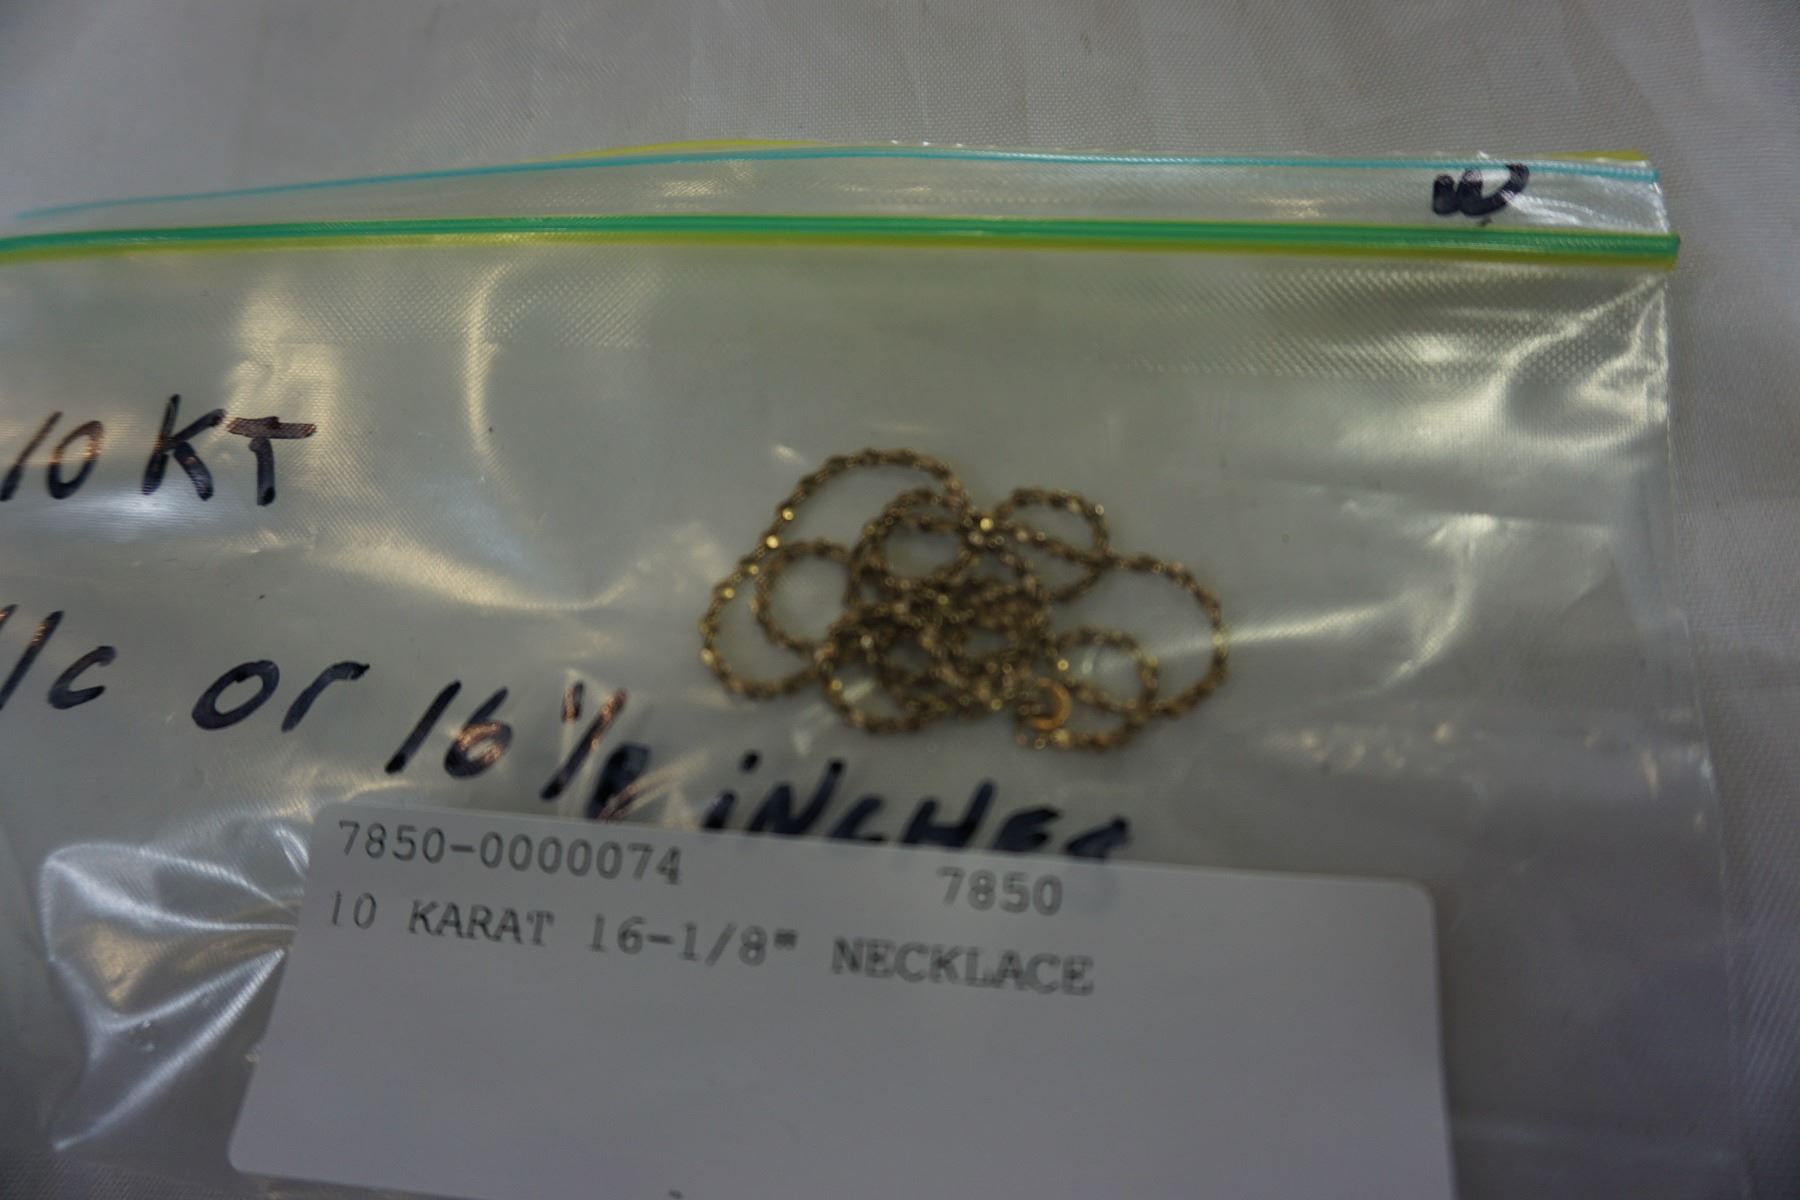 W
10 KT
/c or 16 1/8 inches
7850-0000074 7850
10 KARAT 16-1/8" NECKLACE